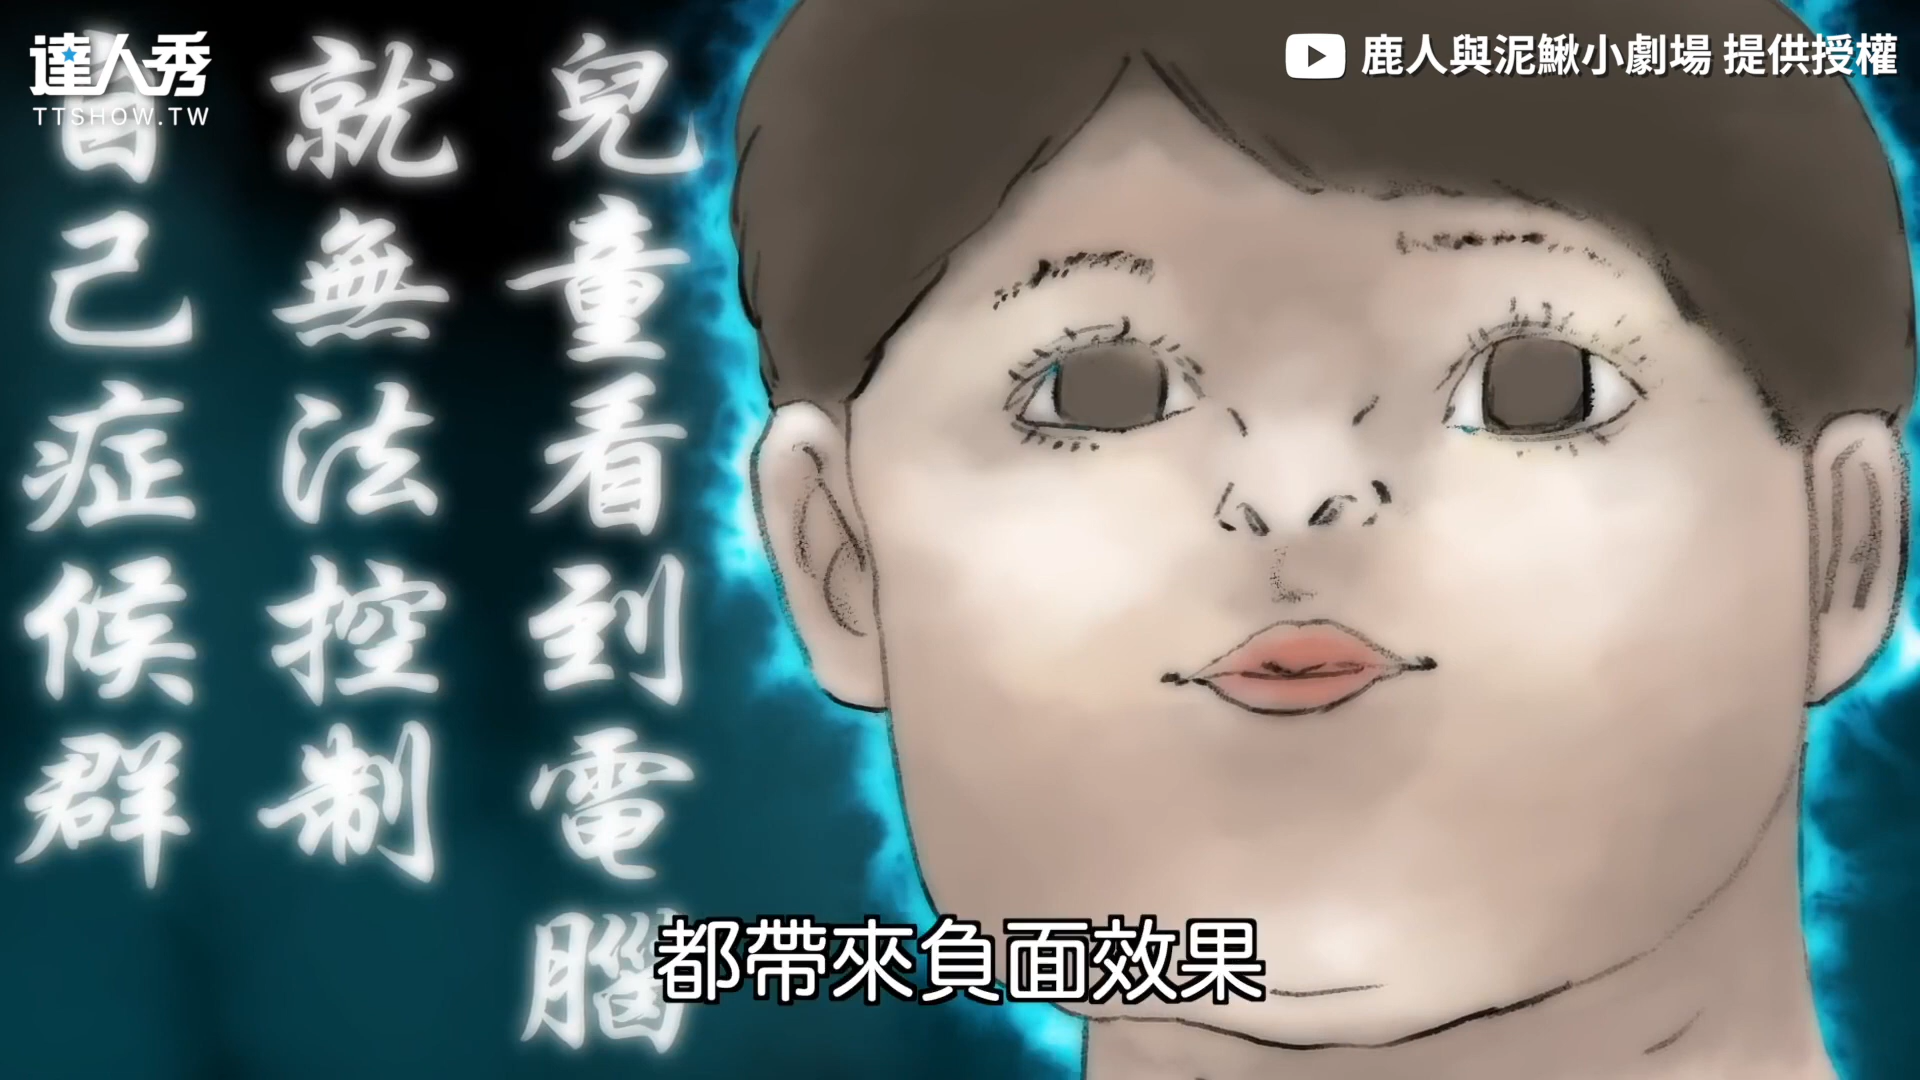 達人秀
TTSHOW.TW
鹿人與泥鰍小劇場 提供授權
兒童看到電腦
就無法控制
自己症候群
都帶來負面效果